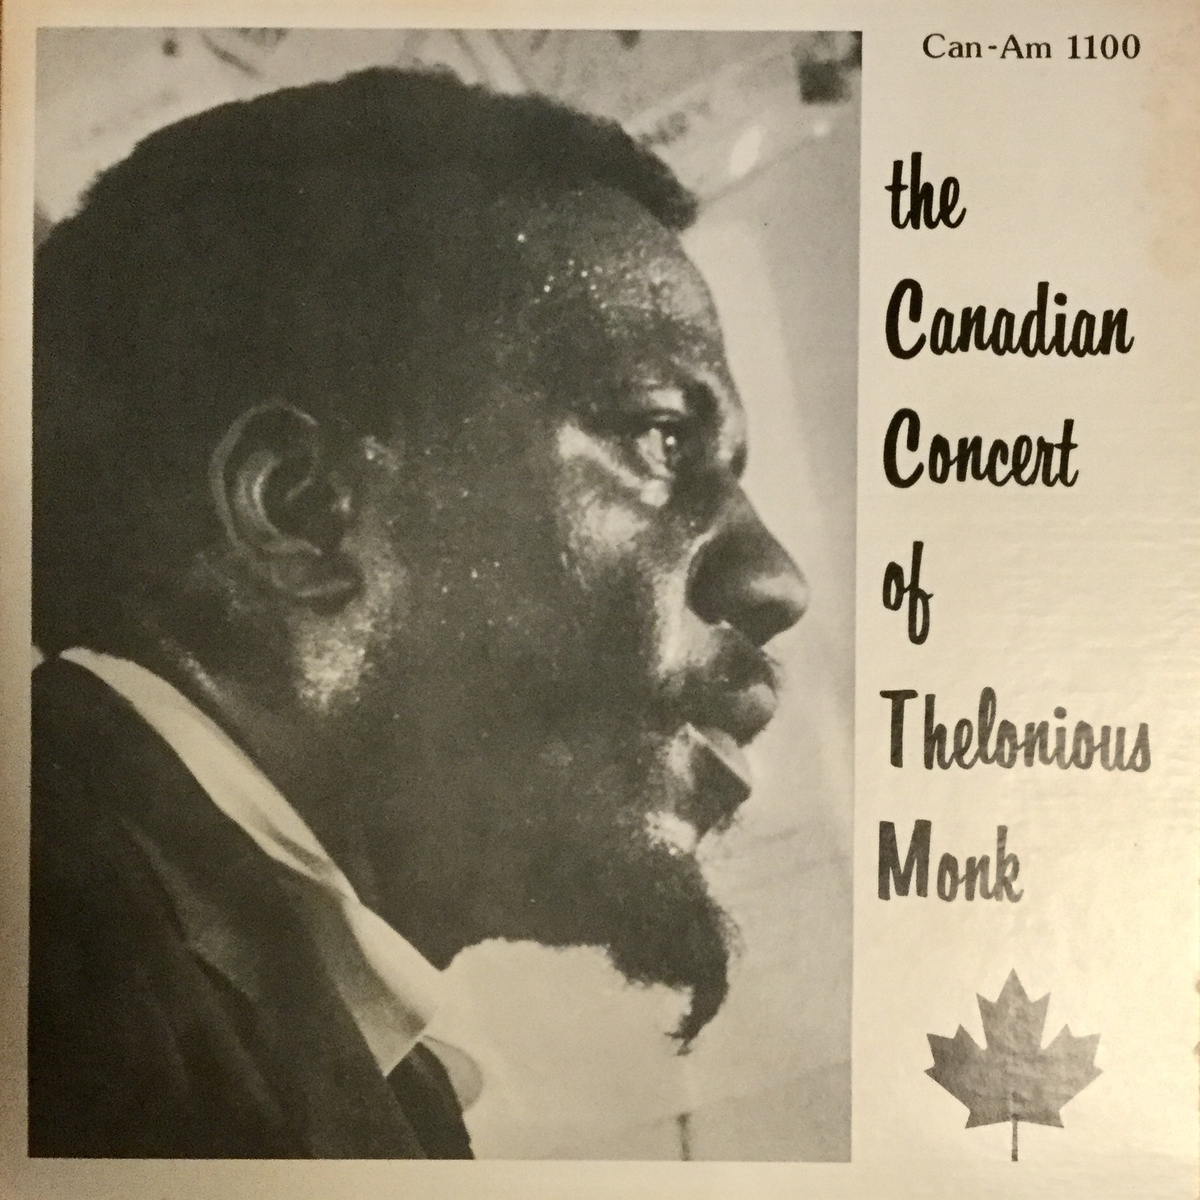 Can-Am 1100
the
Canadian
Concert
of
Thelonious
Monk